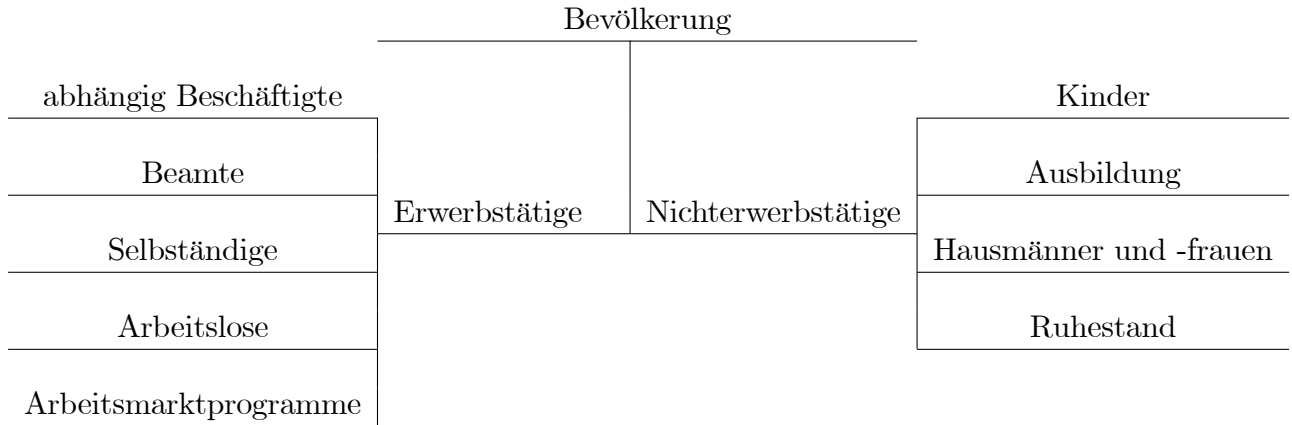 Bevölkerung
abhängig Beschäftigte
Kinder
Beamte
Ausbildung
Erwerbstätige
Nichterwerbstätige
Selbständige
Hausmänner und -frauen
Arbeitslose
Ruhestand
Arbeitsmarktprogramme